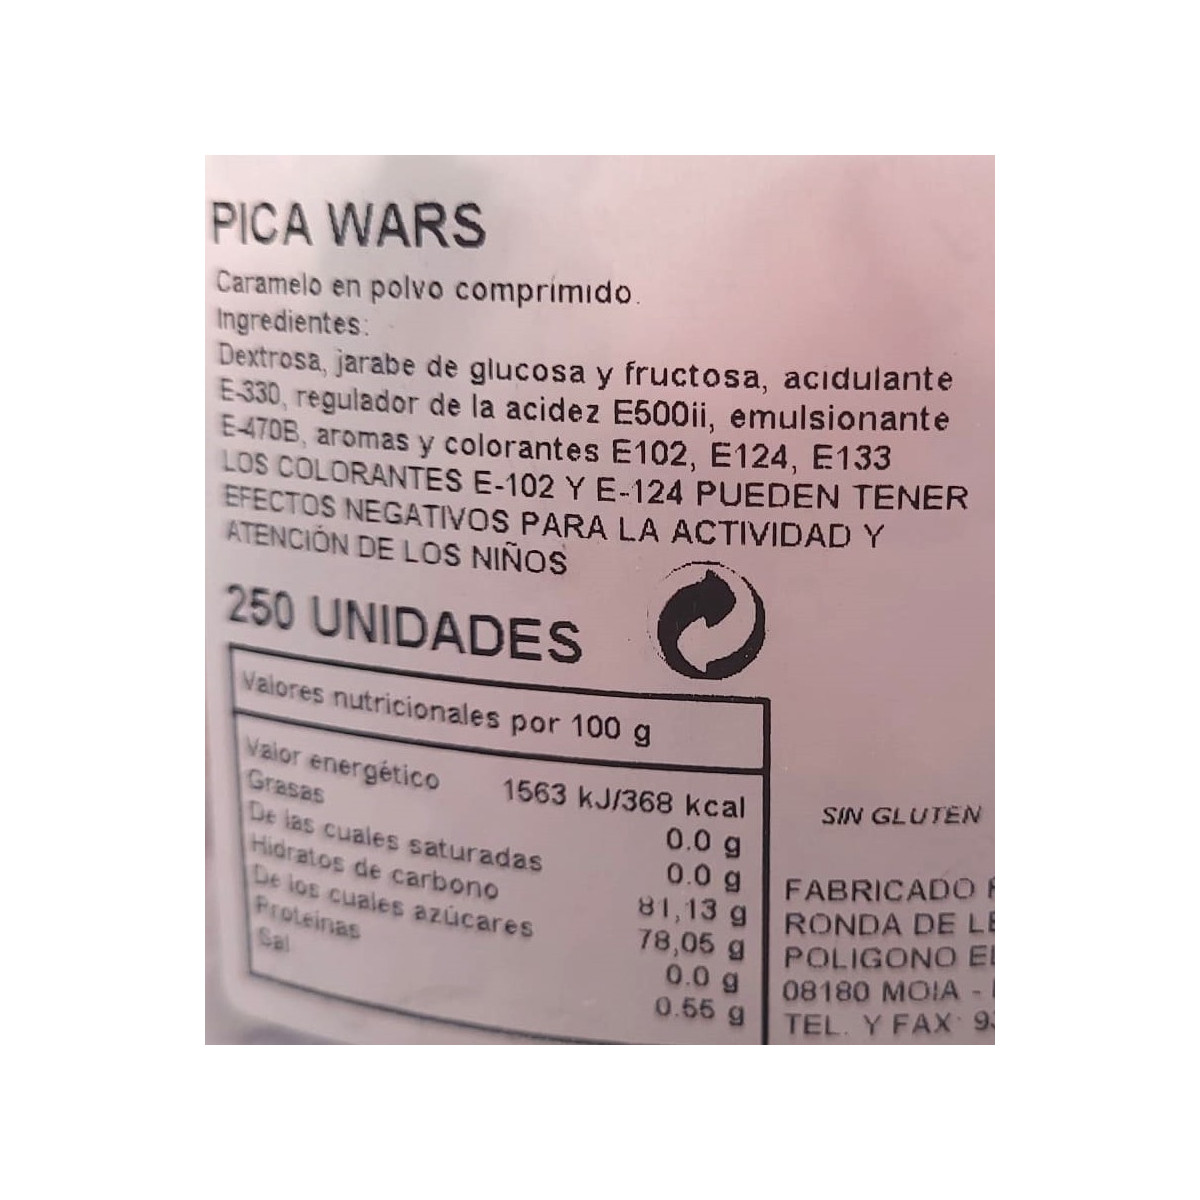 PICA WARS
Caramelo en polvo comprimido.
Ingredientes:
Dextrosa, jarabe de glucosa y fructosa, acidulante
E-330, regulador de la acidez E500ii, emulsionante
E-470B, aromas y colorantes E102, E124, E133
LOS COLORANTES E-102 Y E-124 PUEDEN TENER
EFECTOS NEGATIVOS PARA LA ACTIVIDAD Y
ATENCIÓN DE LOS NIÑOS
250 UNIDADES
Valores nutricionales por 100 g
Valor energético 1563 kJ/368 kcal
Grasas 0.0 g
De las cuales saturadas 0.0 g
Hidratos de carbono 81,13 g
De los cuales azúcares 78,05 g
Proteinas 0.0 g
Sal 0.55 g
SIN GLUTEN
FABRICADO
RONDA DE
POLIGONO
08180 MOIA -
TEL. Y FAX